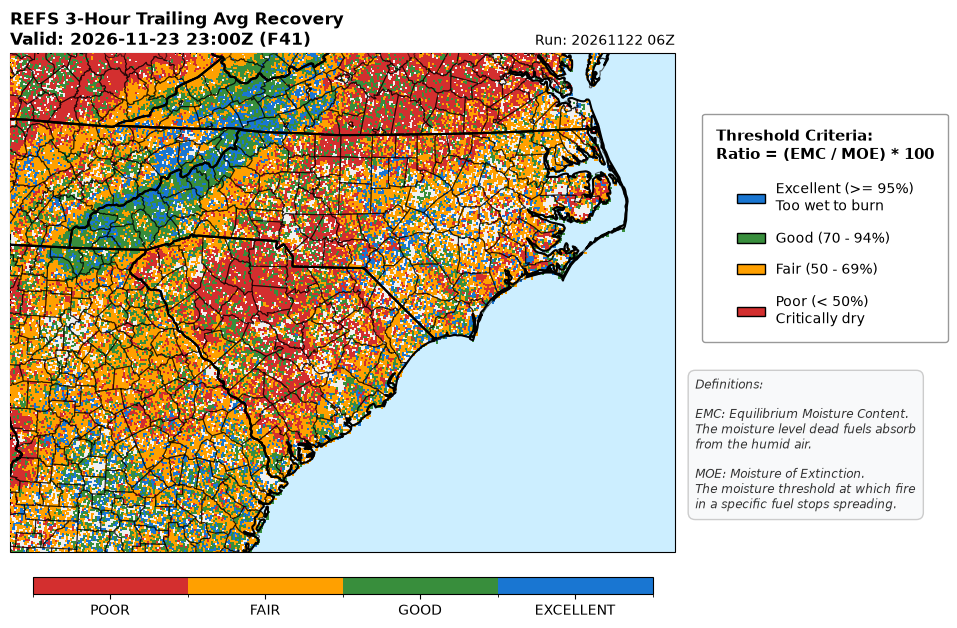 REFS 3-Hour Trailing Avg Recovery
Valid: 2026-11-23 23:00Z (F41)
Run: 20261122 06Z
Threshold Criteria:
Ratio = (EMC / MOE) * 100
Excellent (>= 95%)
Too wet to burn
Good (70 - 94%)
Fair (50 - 69%)
Poor (< 50%)
Critically dry
Definitions:
EMC: Equilibrium Moisture Content.
The moisture level dead fuels absorb
from the humid air.
MOE: Moisture of Extinction.
The moisture threshold at which fire
in a specific fuel stops spreading.
POOR
FAIR
GOOD
EXCELLENT